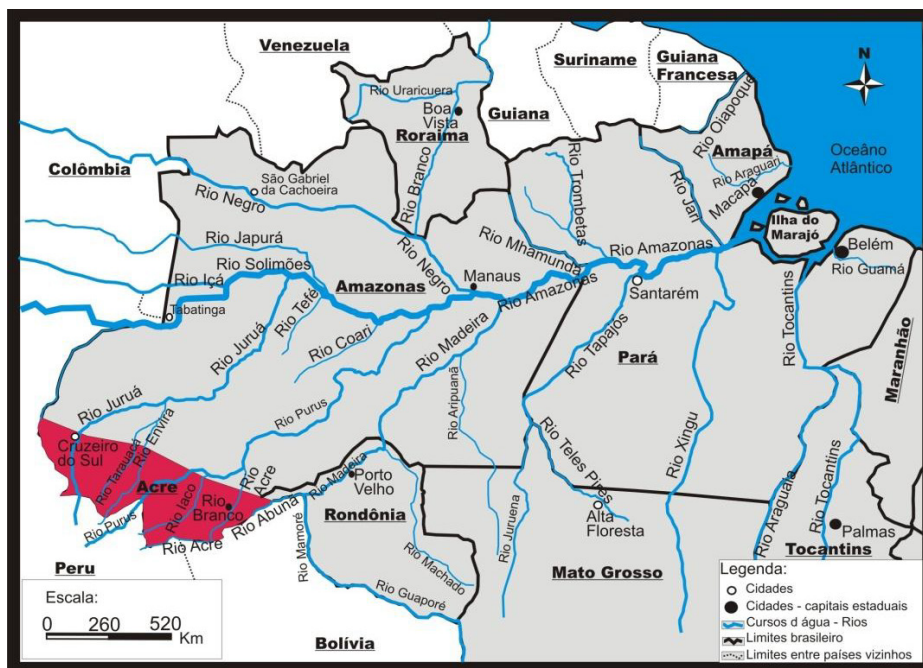 Venezuela
Suriname
Guiana
Francesa
N
Rio Uraricuera
Boa
Vista
Guiana
Roraima
Rio Oiapoque
Amapá
Oceâno
Atlântico
Colômbia
São Gabriel
da Cachoeira
Rio Negro
Rio Branco
Rio Trombetas
Rio Jari
Rio Araguari
Macapá
Ilha do
Marajó
Rio Japurá
Rio Negro
Rio Mhamunda
Rio Amazonas
Belém
Rio Guamá
Rio Solimões
Rio Içá
Amazonas
Manaus
Rio Amazonas
Santarém
Tabatinga
Rio Tefé
Rio Juruá
Rio Coari
Rio Madeira
Rio Tapajós
Pará
Rio Tocantins
Maranhão
Rio Juruá
Rio Envira
Rio Tarauacá
Rio Purus
Rio Aripuanã
Rio Xingu
Cruzeiro
do Sul
Acre
Rio Iaco
Rio
Branco
Rio
Acre
Rio Purus
Rio Acre
Rio Abunã
Rio Madeira
Porto
Velho
Rondônia
Rio Mamoré
Rio Machado
Rio Guaporé
Rio Juruena
Rio Teles Pires
Alta
Floresta
Mato Grosso
Rio Araguaia
Rio Tocantins
Palmas
Tocantins
Peru
Bolívia
Escala:
0 260 520
Km
Legenda:
Cidades
Cidades - capitais estaduais
Cursos d água - Rios
Limites brasileiro
Limites entre países vizinhos